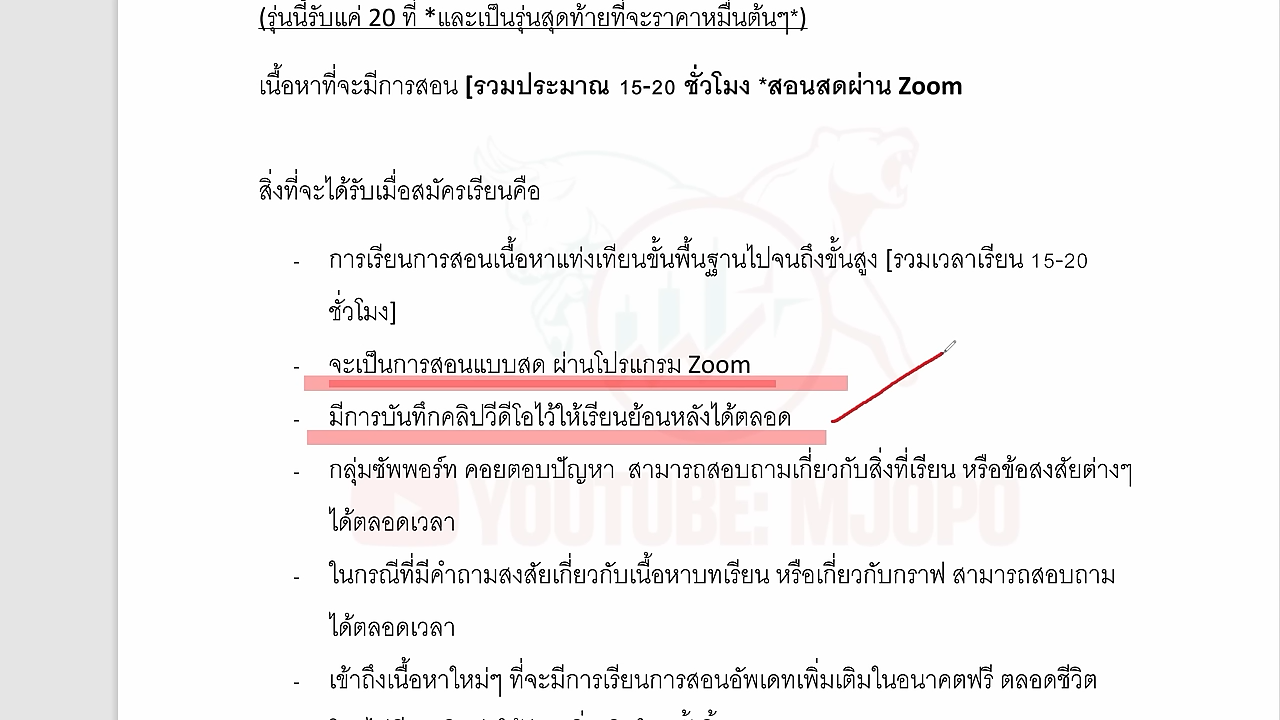 (รุ่นนี้รับแค่ 20 ที่ *และเป็นรุ่นสุดท้ายที่จะราคาหมื่นต้นๆ*)
เนื้อหาที่จะมีการสอน [รวมประมาณ 15-20 ชั่วโมง *สอนสดผ่าน Zoom
สิ่งที่จะได้รับเมื่อสมัครเรียนคือ
- การเรียนการสอนเนื้อหาแท่งเทียนขั้นพื้นฐานไปจนถึงขั้นสูง [รวมเวลาเรียน 15-20
ชั่วโมง]
- จะเป็นการสอนแบบสด ผ่านโปรแกรม Zoom
- มีการบันทึกคลิปวีดีโอไว้ให้เรียนย้อนหลังได้ตลอด
- กลุ่มซัพพอร์ท คอยตอบปัญหา สามารถสอบถามเกี่ยวกับสิ่งที่เรียน หรือข้อสงสัยต่างๆ
ได้ตลอดเวลา
YOUTUBE: MJOPO
- ในกรณีที่มีคำถามสงสัยเกี่ยวกับเนื้อหาบทเรียน หรือเกี่ยวกับกราฟ สามารถสอบถาม
ได้ตลอดเวลา
- เข้าถึงเนื้อหาใหม่ๆ ที่จะมีการเรียนการสอนอัพเดทเพิ่มเติมในอนาคตฟรี ตลอดชีวิต